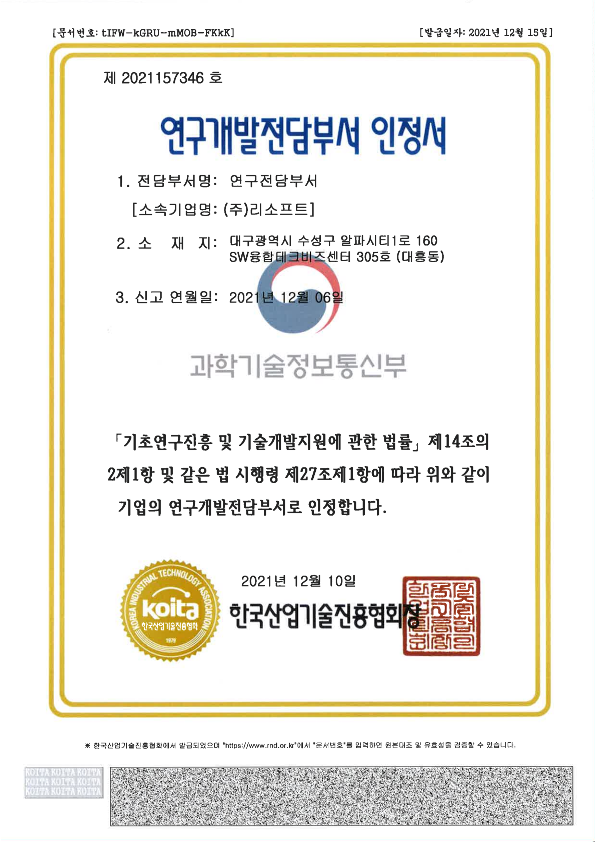 [문서번호: tIFW-kGRU-mMOB-FKkK] [발급일자: 2021년 12월 15일]
제 2021157346 호
연구개발전담부서 인정서
1. 전담부서명: 연구전담부서
[소속기업명: (주)리소프트]
2. 소 재 지: 대구광역시 수성구 알파시티1로 160
SW융합테크비즈센터 305호 (대흥동)
3. 신고 연월일: 2021년 12월 06일
과학기술정보통신부
「기초연구진흥 및 기술개발지원에 관한 법률」 제14조의
2제1항 및 같은 법 시행령 제27조제1항에 따라 위와 같이
기업의 연구개발전담부서로 인정합니다.
2021년 12월 10일
한국산업기술진흥협회장
KOREA INDUSTRIAL TECHNOLOGY ASSOCIATION
koita
한국산업기술진흥협회
※ 한국산업기술진흥협회에서 발급되었으며 "https://www.rnd.or.kr"에서 "문서번호"를 입력하면 원본대조 및 유효성을 검증할 수 있습니다.
KOITA KOITA KOITA
KOITA KOITA KOITA
KOITA KOITA KOITA